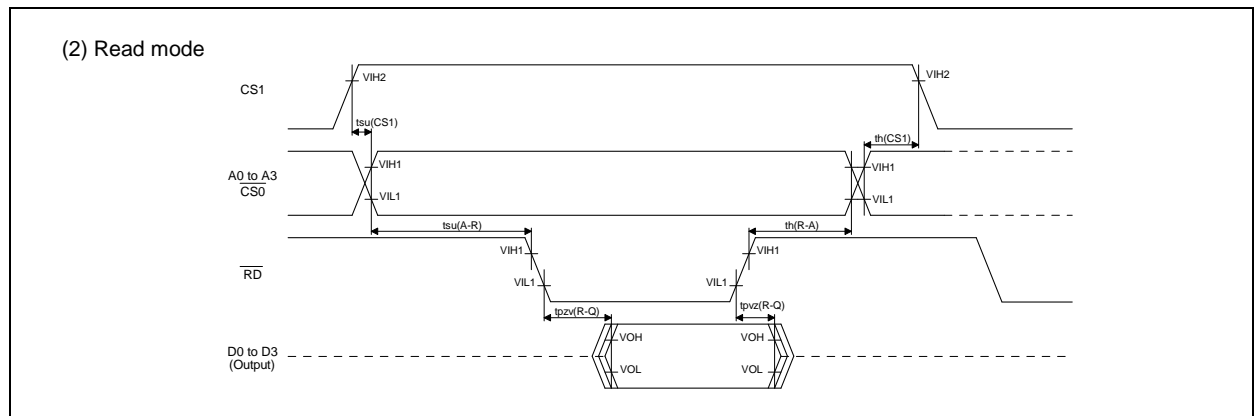 (2) Read mode
CS1
VIH2
VIH2
tsu(CS1)
th(CS1)
A0 to A3
CS0
VIH1
VIL1
VIH1
VIL1
tsu(A-R)
th(R-A)
RD
VIH1
VIL1
VIH1
VIL1
tpzv(R-Q)
tpvz(R-Q)
D0 to D3
(Output)
VOH
VOL
VOH
VOL